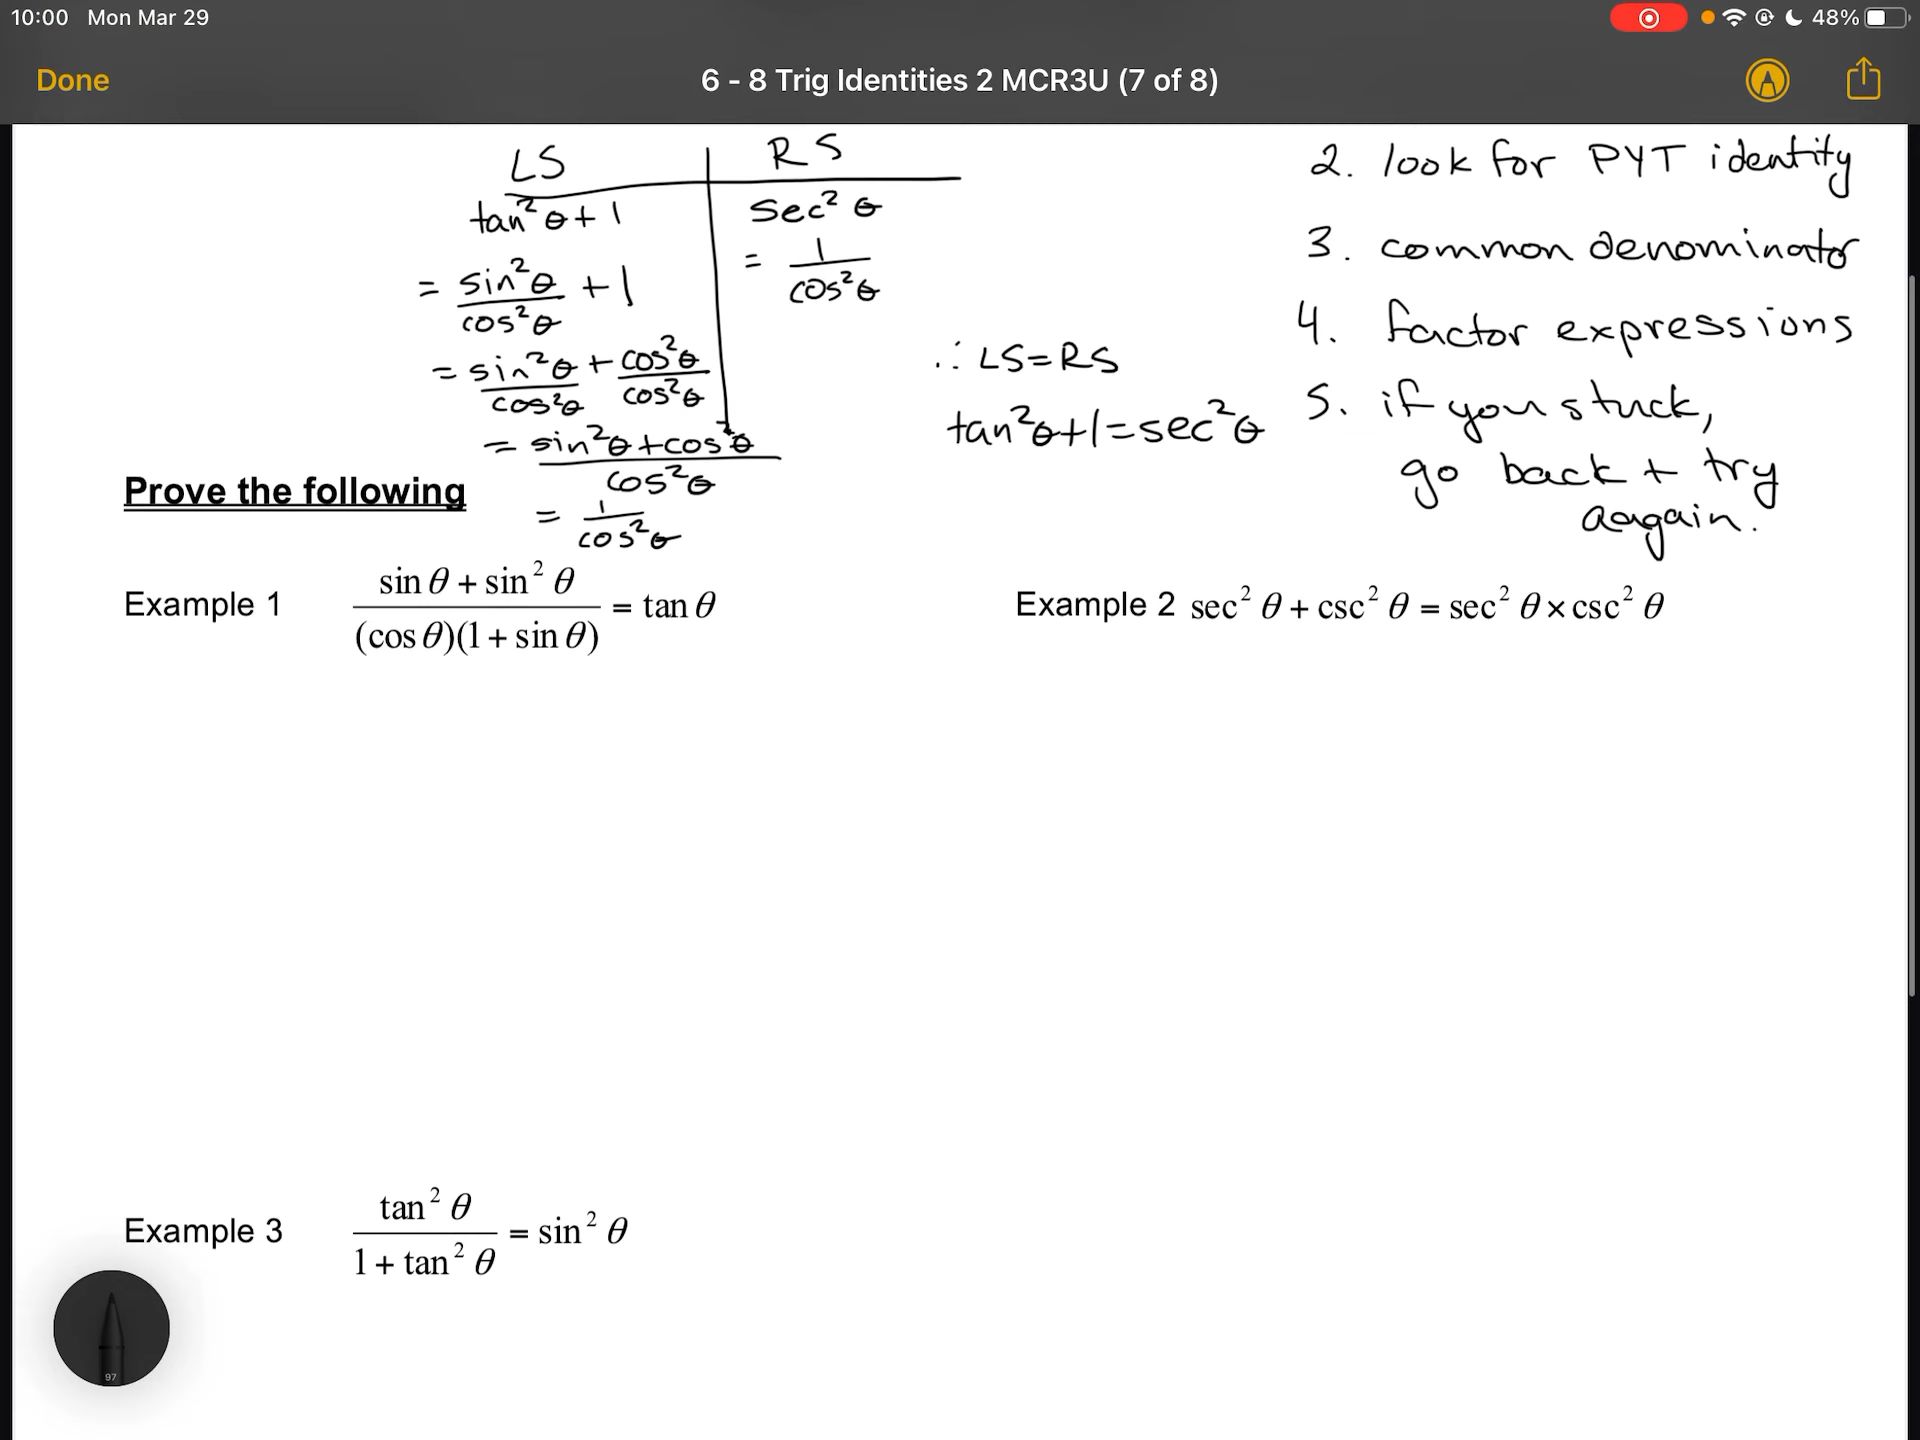 10:00 Mon Mar 29
48%
Done
6 - 8 Trig Identities 2 MCR3U (7 of 8)
LS RS
tan² θ + 1 sec² θ
= sin²θ/cos²θ + 1 = 1/cos²θ
= sin²θ/cos²θ + cos²θ/cos²θ
= (sin²θ + cos²θ)/cos²θ
= 1/cos²θ
∴ LS = RS
tan²θ + 1 = sec²θ
2. look for PYT identity
3. common denominator
4. factor expressions
5. if you stuck,
go back + try
aagain.
Prove the following
Example 1 (sin θ + sin² θ)/((cos θ)(1 + sin θ)) = tan θ
Example 2 sec² θ + csc² θ = sec² θ × csc² θ
Example 3 tan² θ/(1 + tan² θ) = sin² θ
97